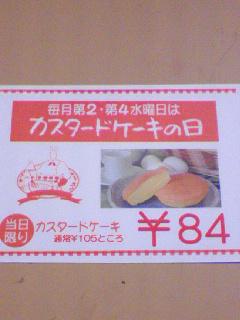 毎月第2・第4水曜日は
カスタードケーキの日
当日限り
カスタードケーキ
通常¥105ところ
¥84